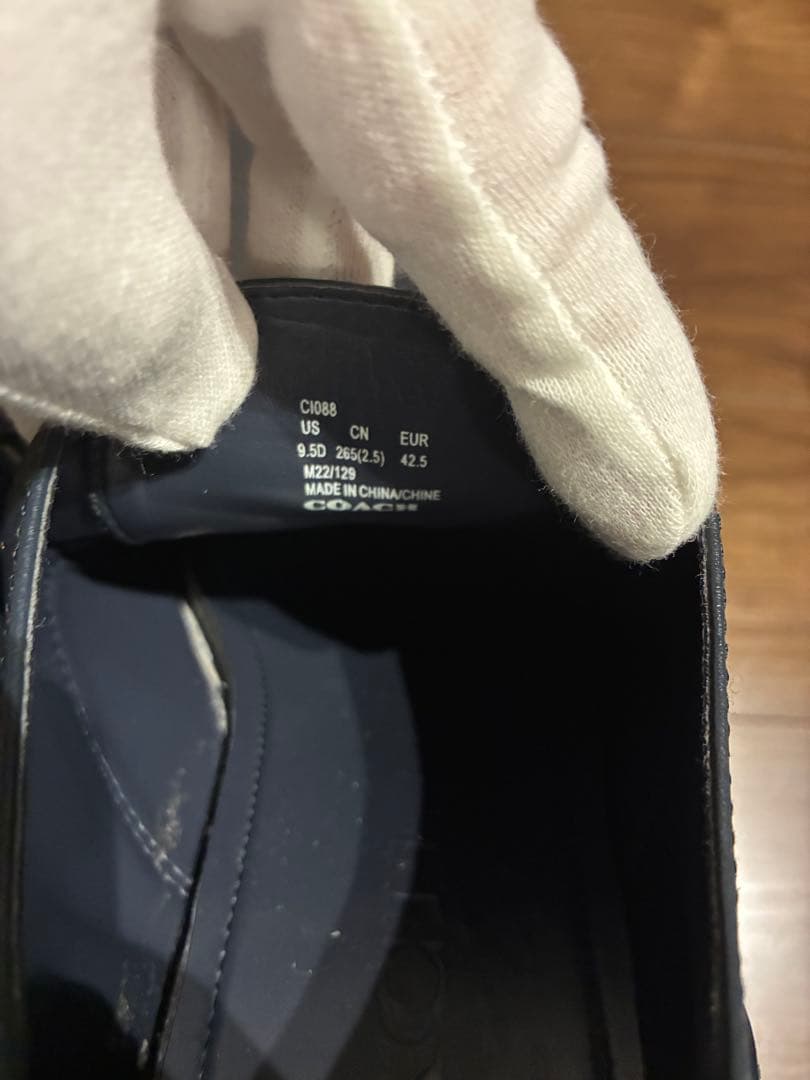 CI088
US CN EUR
9.5D 265(2.5) 42.5
M22/129
MADE IN CHINA/CHINE
COACH